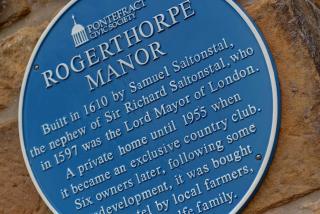 PONTEFRACT
CIVIC SOCIETY
ROGERTHORPE
MANOR
Built in 1610 by Samuel Saltonstal,
the nephew of Sir Richard Saltonstal, who
in 1597 was the Lord Mayor of London.
A private home until 1955 when
it became an exclusive country club.
Six owners later, following some
development, it was bought
by local farmers,
family.